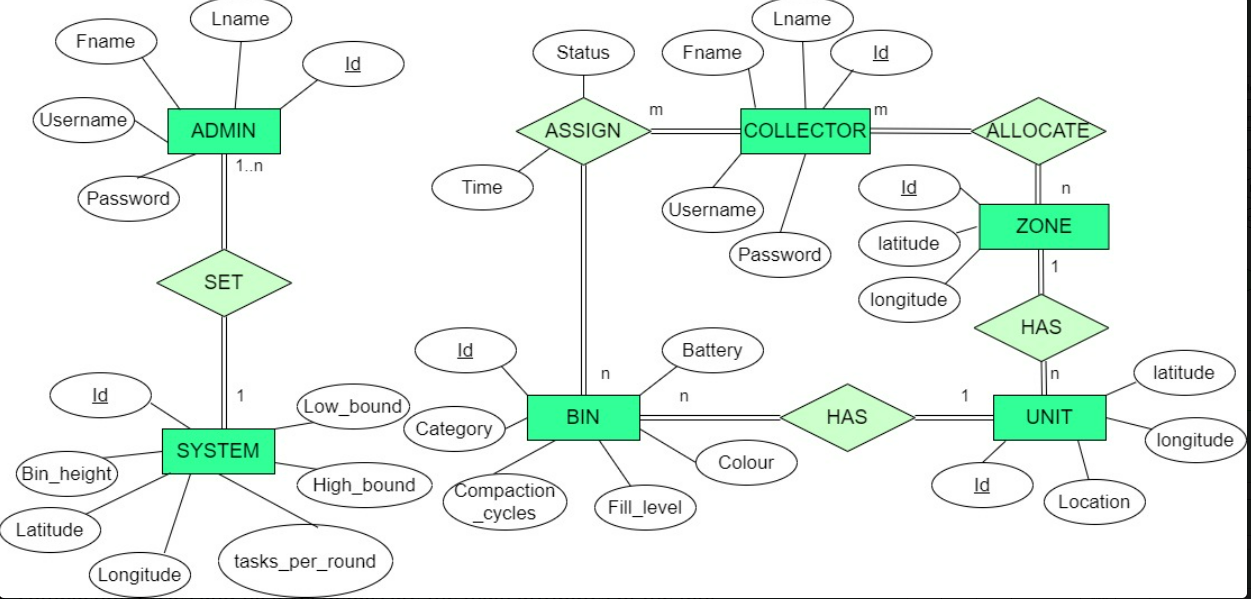 Lname
Fname
Id
Username
ADMIN
1..n
Password
SET
1
Id
Low_bound
SYSTEM
Bin_height
High_bound
Latitude
Longitude
tasks_per_round
Status
ASSIGN
Time
m
Lname
Fname
Id
COLLECTOR
m
ALLOCATE
Username
Password
n
Id
ZONE
latitude
longitude
1
HAS
n
latitude
UNIT
longitude
Id
Location
1
HAS
n
n
Id
Battery
BIN
Category
Colour
Compaction
_cycles
Fill_level